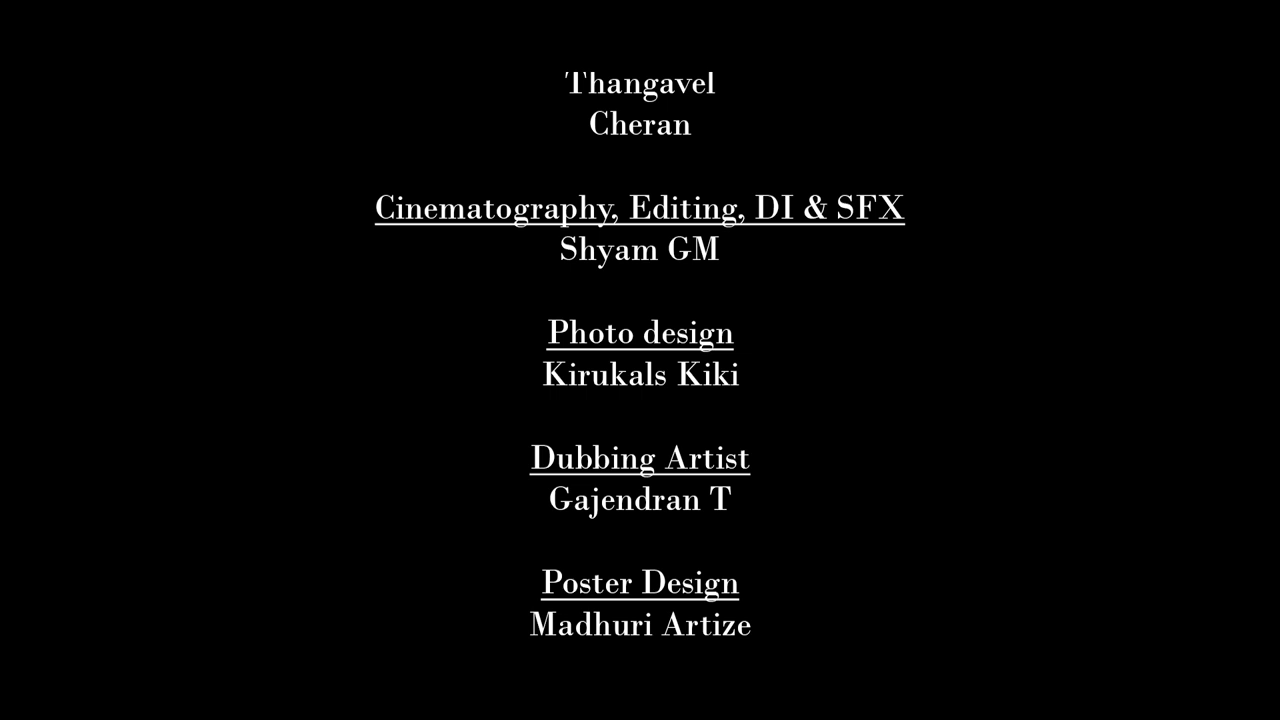 Thangavel
Cheran
Cinematography, Editing, DI & SFX
Shyam GM
Photo design
Kirukals Kiki
Dubbing Artist
Gajendran T
Poster Design
Madhuri Artize